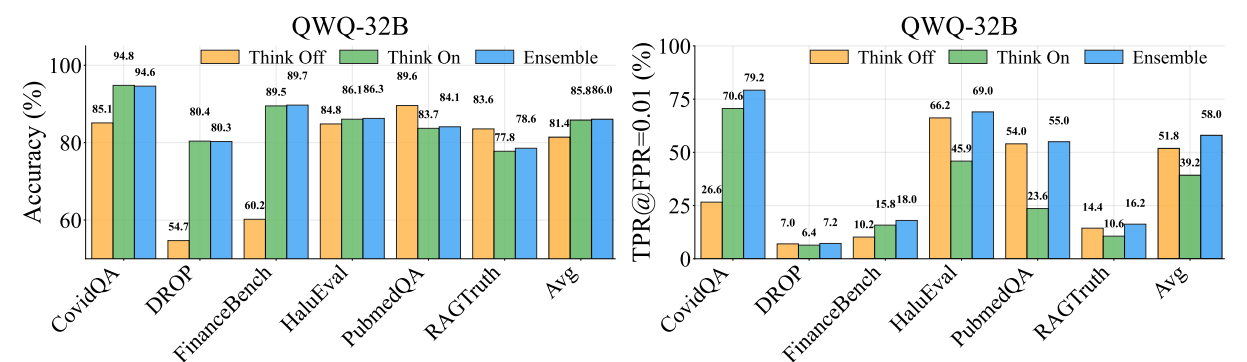 QWQ-32B
Think Off Think On Ensemble
Accuracy (%)
100
80
60
85.1 94.8 94.6
54.7 80.4 80.3
60.2 89.5 89.7
84.8 86.1 86.3
89.6 83.7 84.1
83.6 77.8 78.6
81.4 85.8 86.0
CovidQA
DROP
FinanceBench
HaluEval
PubmedQA
RAGTruth
Avg
QWQ-32B
Think Off Think On Ensemble
TPR@FPR=0.01 (%)
100
75
50
25
0
26.6 70.6 79.2
7.0 6.4 7.2
10.2 15.8 18.0
66.2 45.9 69.0
54.0 23.6 55.0
14.4 10.6 16.2
51.8 39.2 58.0
CovidQA
DROP
FinanceBench
HaluEval
PubmedQA
RAGTruth
Avg